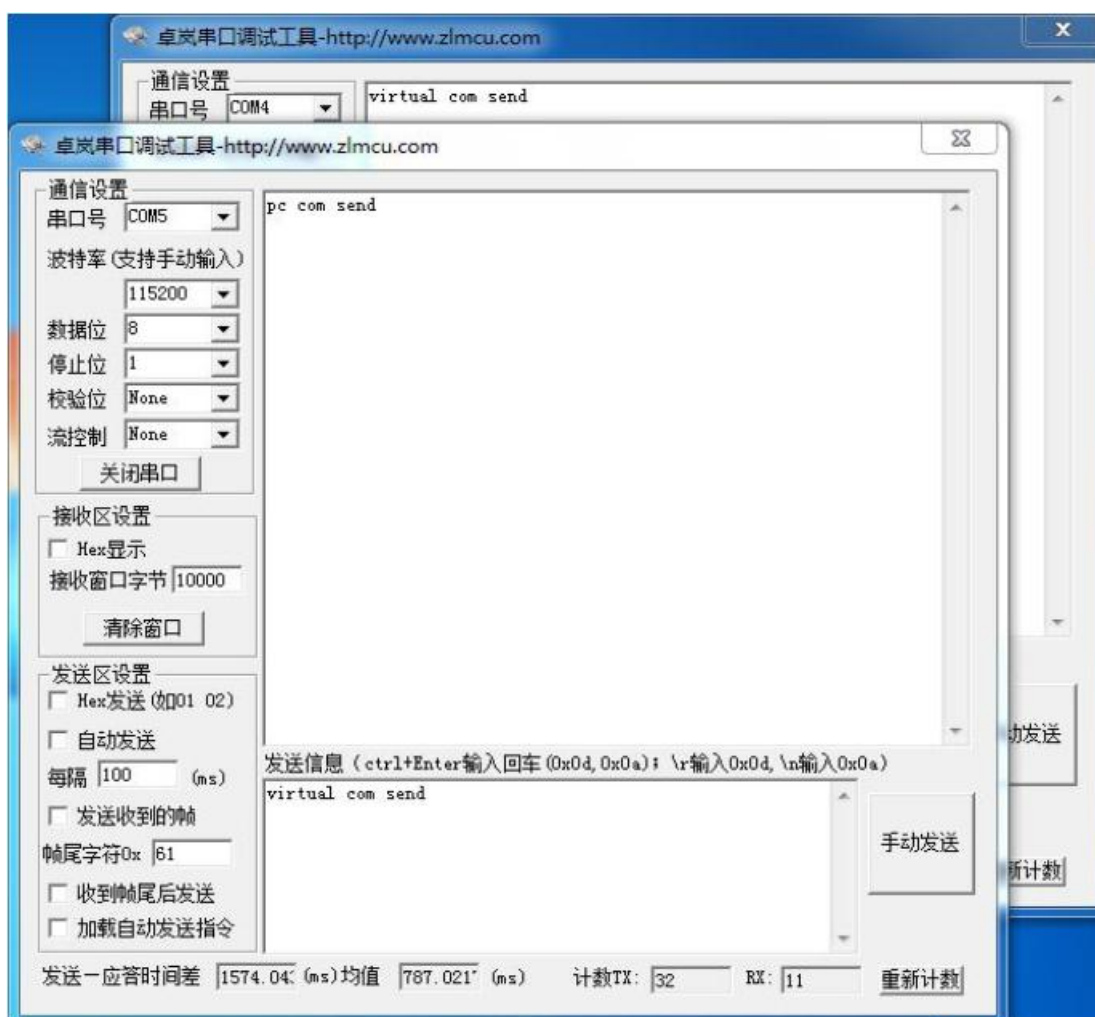 卓岚串口调试工具-http://www.zlmcu.com
通信设置
串口号 COM4
virtual com send
卓岚串口调试工具-http://www.zlmcu.com
通信设置
串口号 COM5
pc com send
波特率(支持手动输入)
115200
数据位 8
停止位 1
校验位 None
流控制 None
关闭串口
接收区设置
Hex显示
接收窗口字节 10000
清除窗口
发送区设置
Hex发送(如01 02)
自动发送
每隔 100 (ms)
发送收到的帧
帧尾字符0x 61
收到帧尾后发送
加载自动发送指令
发送信息(ctrl+Enter输入回车(0x0d,0x0a); \r输入0x0d,\n输入0x0a)
virtual com send
手动发送
动发送
新计数
发送一应答时间差 1574.04 (ms)均值 787.021 (ms) 计数TX: 32 RX: 11 重新计数